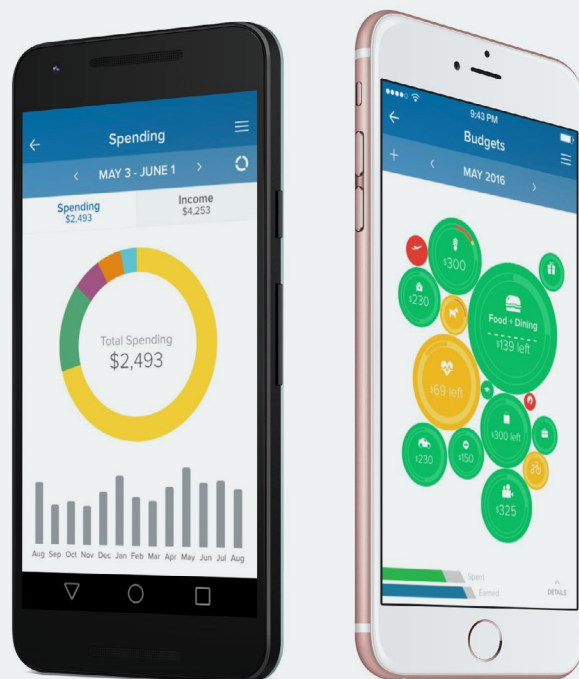 Spending
MAY 3 - JUNE 1
Spending
$2,493
Income
$4,253
Total Spending
$2,493
Aug Sep Oct Nov Dec Jan Feb Mar Apr May Jun Jul Aug
9:43 PM
Budgets
MAY 2016
$300
$230
Food + Dining
$139 left
$69 left
$300 left
$230
$150
$325
Spent
Earned
DETAILS